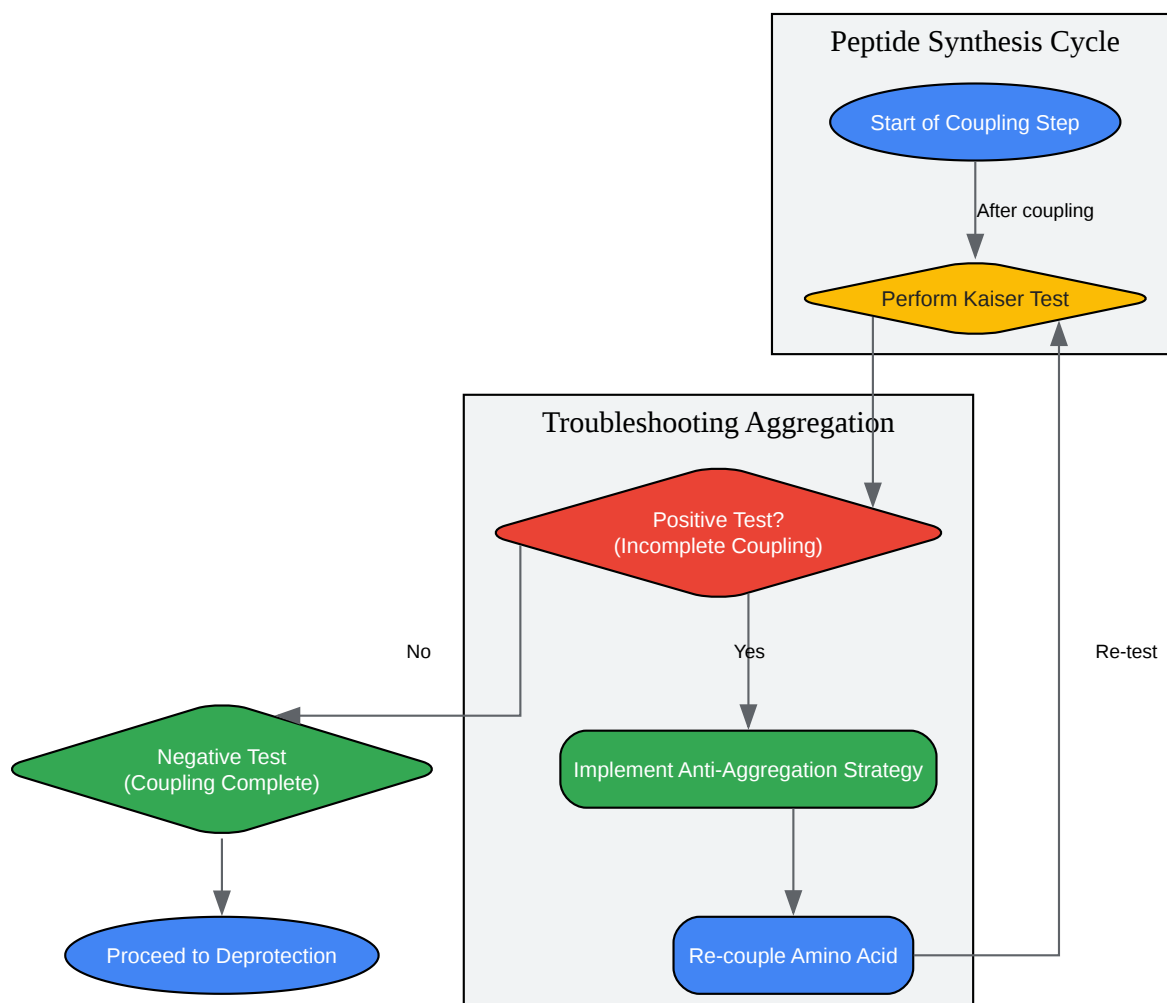 Peptide Synthesis Cycle
Start of Coupling Step
After coupling
Perform Kaiser Test
Troubleshooting Aggregation
Positive Test?
(Incomplete Coupling)
No
Yes
Re-test
Negative Test
(Coupling Complete)
Implement Anti-Aggregation Strategy
Proceed to Deprotection
Re-couple Amino Acid